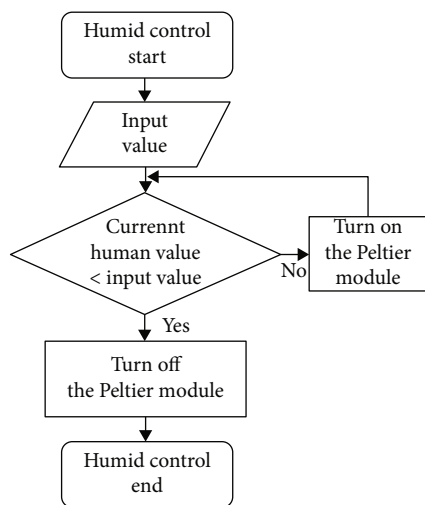 Humid control
start
Input
value
Currennt
human value
< input value
No
Turn on
the Peltier
module
Yes
Turn off
the Peltier module
Humid control
end